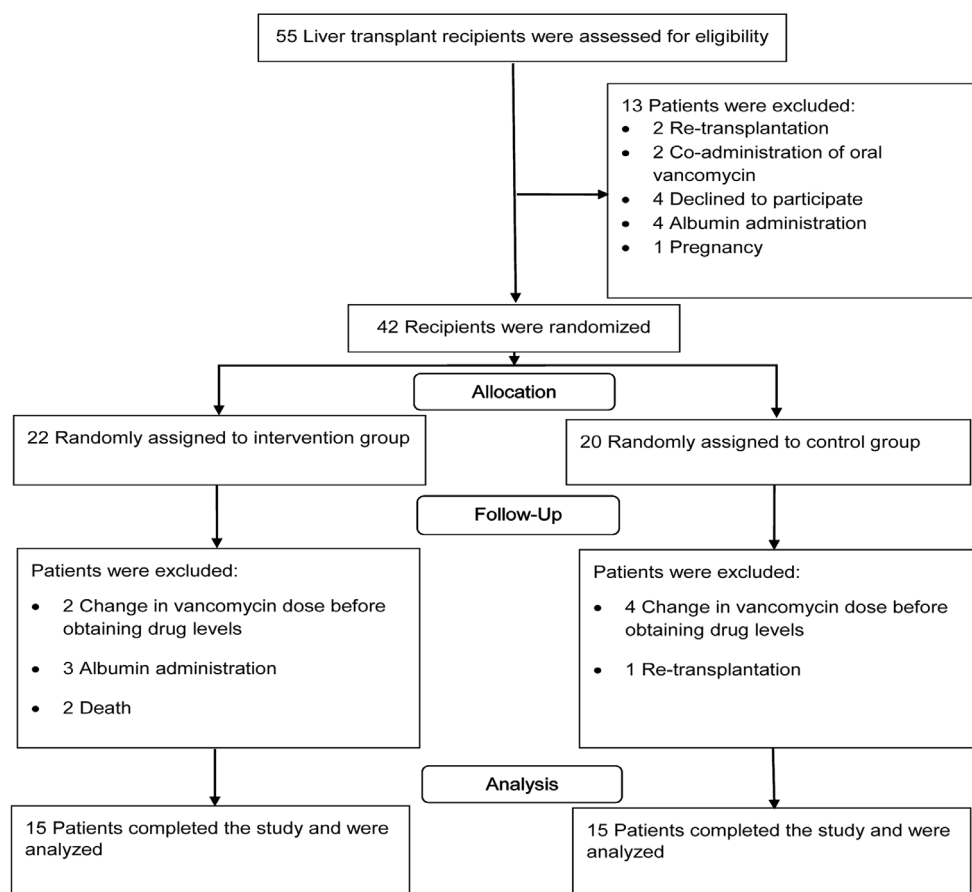 55 Liver transplant recipients were assessed for eligibility
13 Patients were excluded:
• 2 Re-transplantation
• 2 Co-administration of oral
vancomycin
• 4 Declined to participate
• 4 Albumin administration
• 1 Pregnancy
42 Recipients were randomized
Allocation
22 Randomly assigned to intervention group
20 Randomly assigned to control group
Follow-Up
Patients were excluded:
• 2 Change in vancomycin dose before
obtaining drug levels
• 3 Albumin administration
• 2 Death
Patients were excluded:
• 4 Change in vancomycin dose before
obtaining drug levels
• 1 Re-transplantation
Analysis
15 Patients completed the study and were
analyzed
15 Patients completed the study and were
analyzed